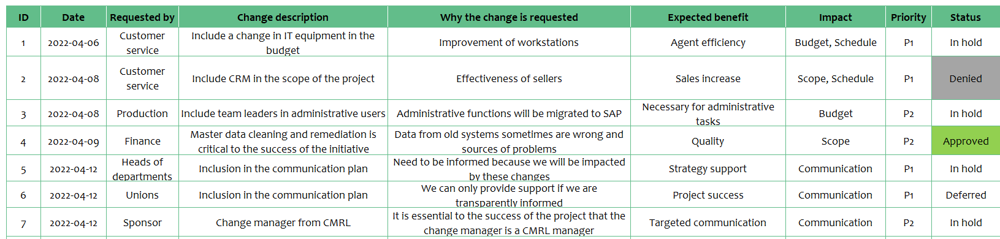 ID Date Requested by Change description Why the change is requested Expected benefit Impact Priority Status
1 2022-04-06 Customer service Include a change in IT equipment in the budget Improvement of workstations Agent efficiency Budget, Schedule P1 In hold
2 2022-04-08 Customer service Include CRM in the scope of the project Effectiveness of sellers Sales increase Scope, Schedule P1 Denied
3 2022-04-08 Production Include team leaders in administrative users Administrative functions will be migrated to SAP Necessary for administrative tasks Budget P2 In hold
4 2022-04-09 Finance Master data cleaning and remediation is critical to the success of the initiative Data from old systems sometimes are wrong and sources of problems Quality Scope P2 Approved
5 2022-04-12 Heads of departments Inclusion in the communication plan Need to be informed because we will be impacted by these changes Strategy support Communication P1 In hold
6 2022-04-12 Unions Inclusion in the communication plan We can only provide support if we are transparently informed Project success Communication P1 Deferred
7 2022-04-12 Sponsor Change manager from CMRL It is essential to the success of the project that the change manager is a CMRL manager Targeted communication Communication P2 In hold